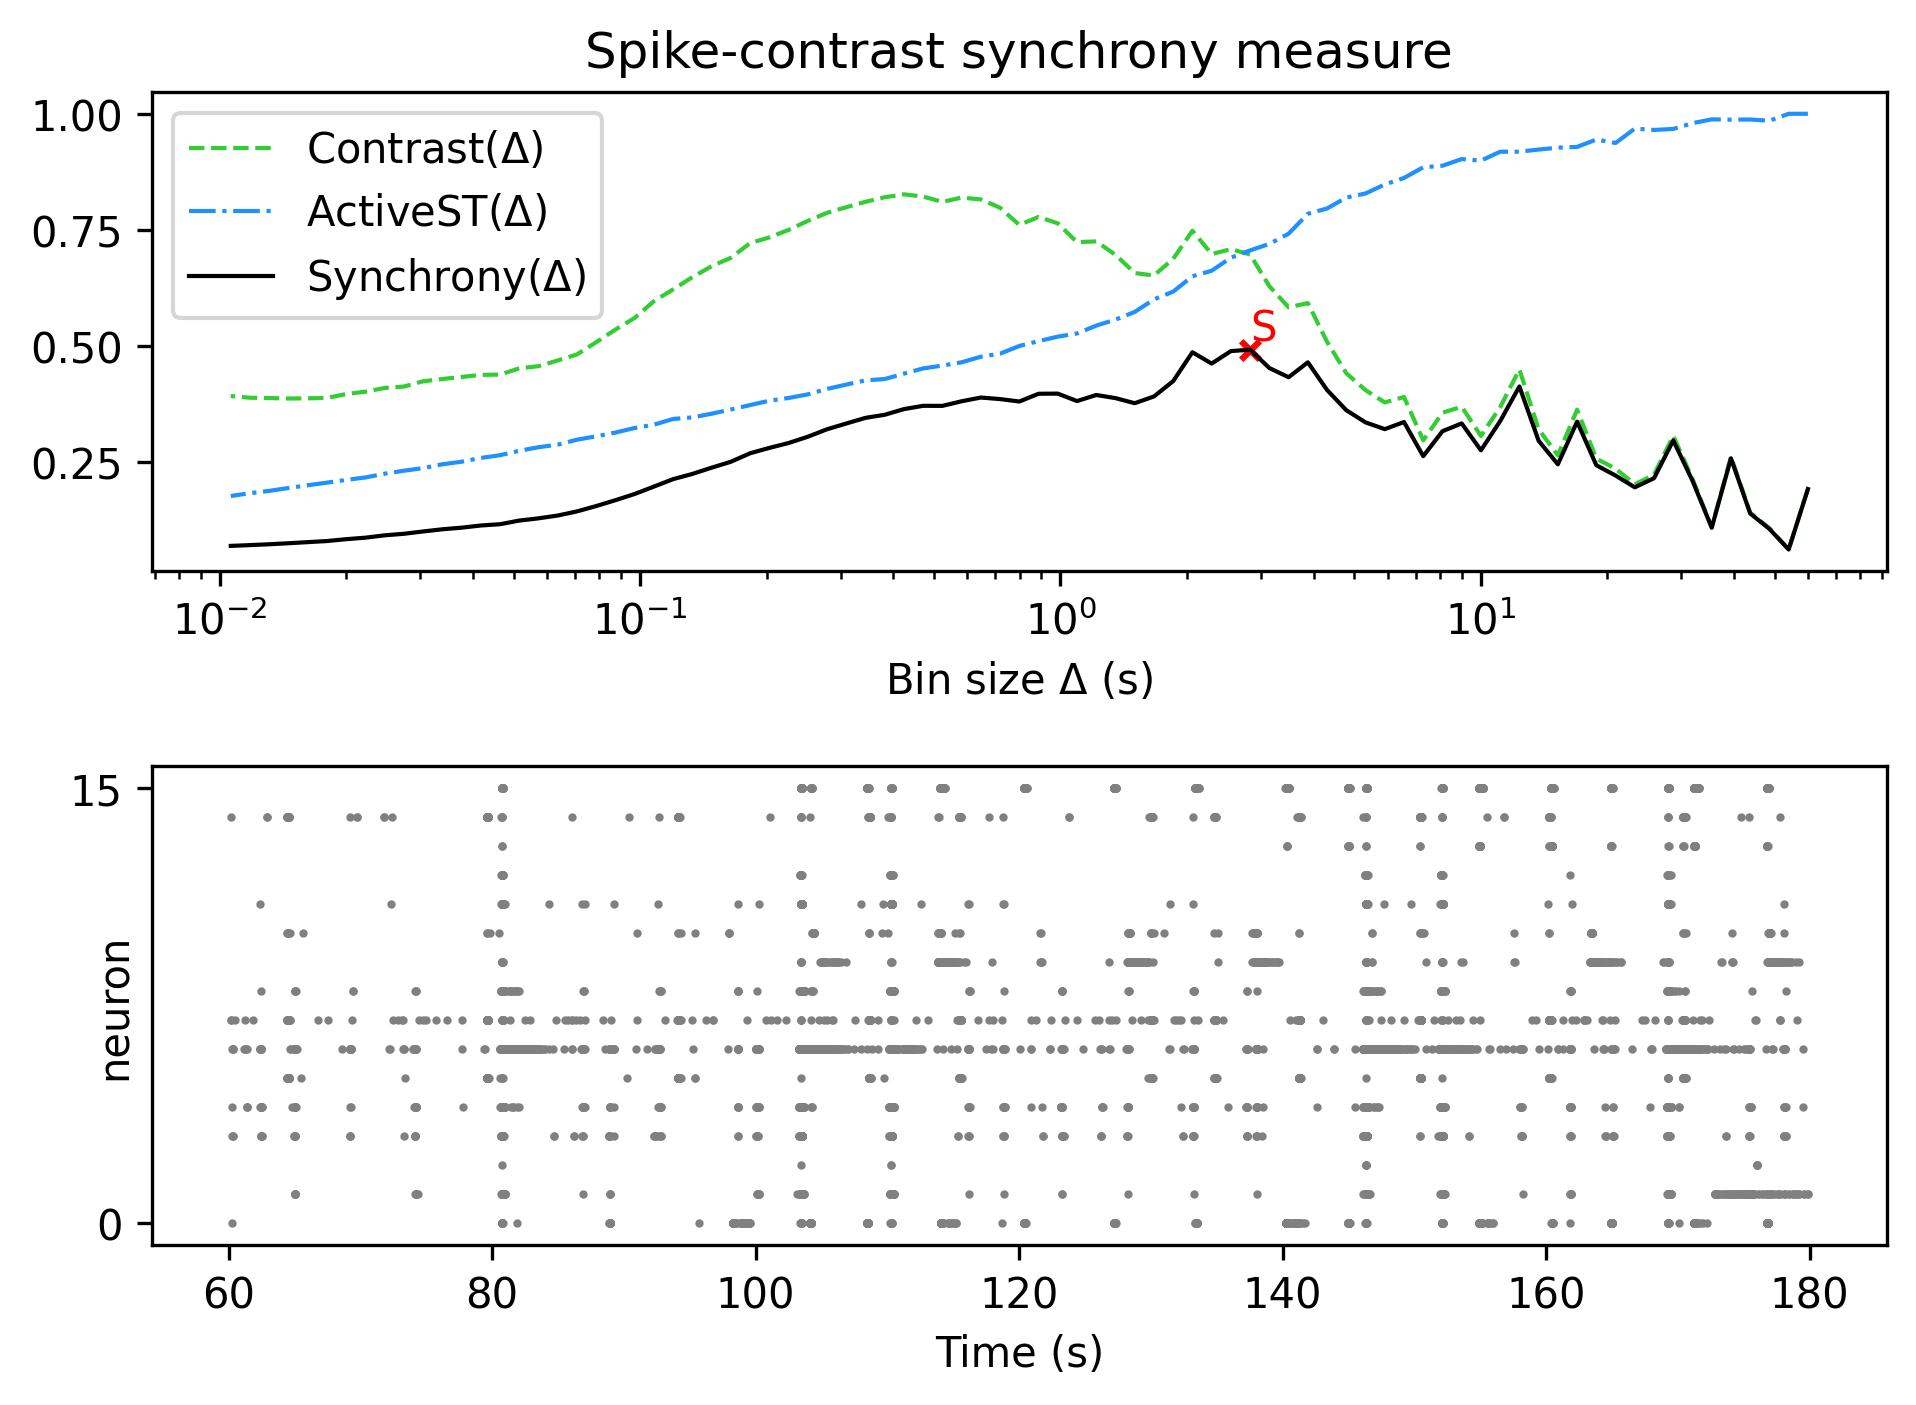 Spike-contrast synchrony measure
1.00
0.75
0.50
0.25
Contrast(Δ)
ActiveST(Δ)
Synchrony(Δ)
S
10⁻² 10⁻¹ 10⁰ 10¹
Bin size Δ (s)
15
0
neuron
60 80 100 120 140 160 180
Time (s)